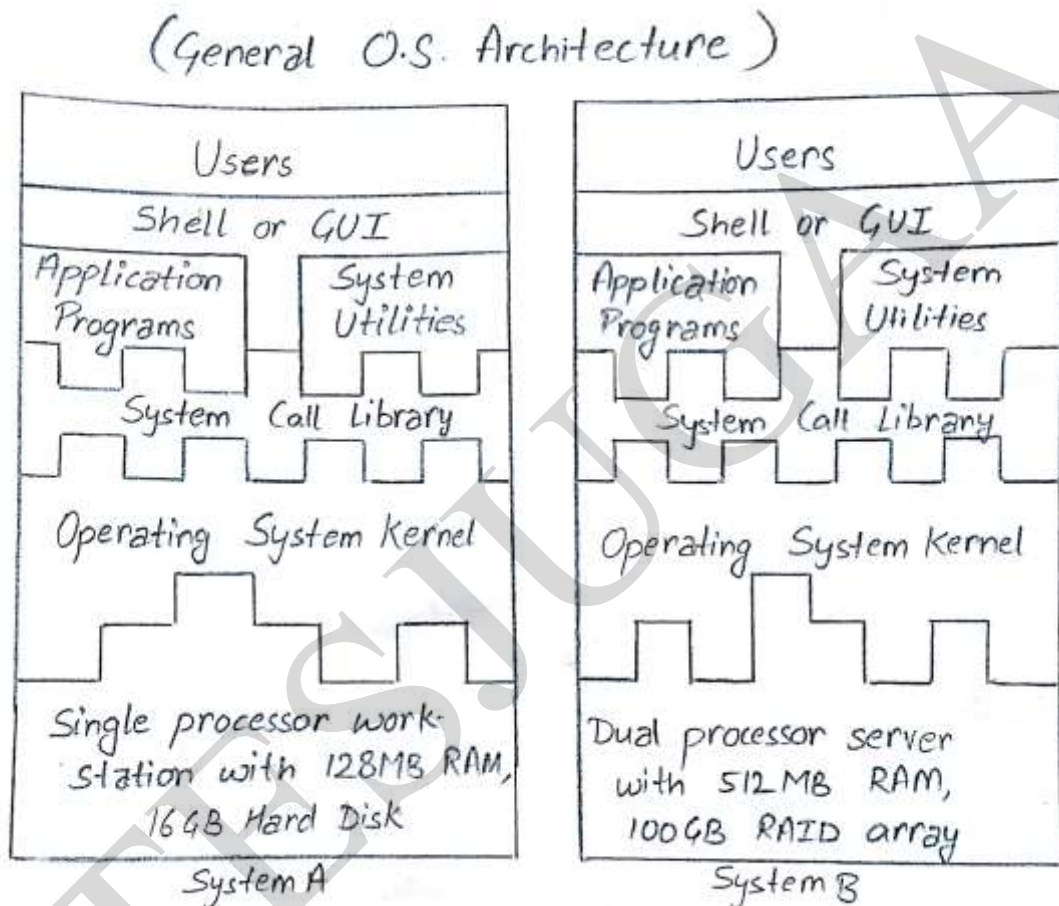 (General O.S. Architecture)
Users
Shell or GUI
Application
Programs
System
Utilities
System Call Library
Operating System Kernel
Single processor work-
station with 128MB RAM,
16GB Hard Disk
System A
Users
Shell or GUI
Application
Programs
System
Utilities
System Call Library
Operating System Kernel
Dual processor server
with 512MB RAM,
100GB RAID array
System B